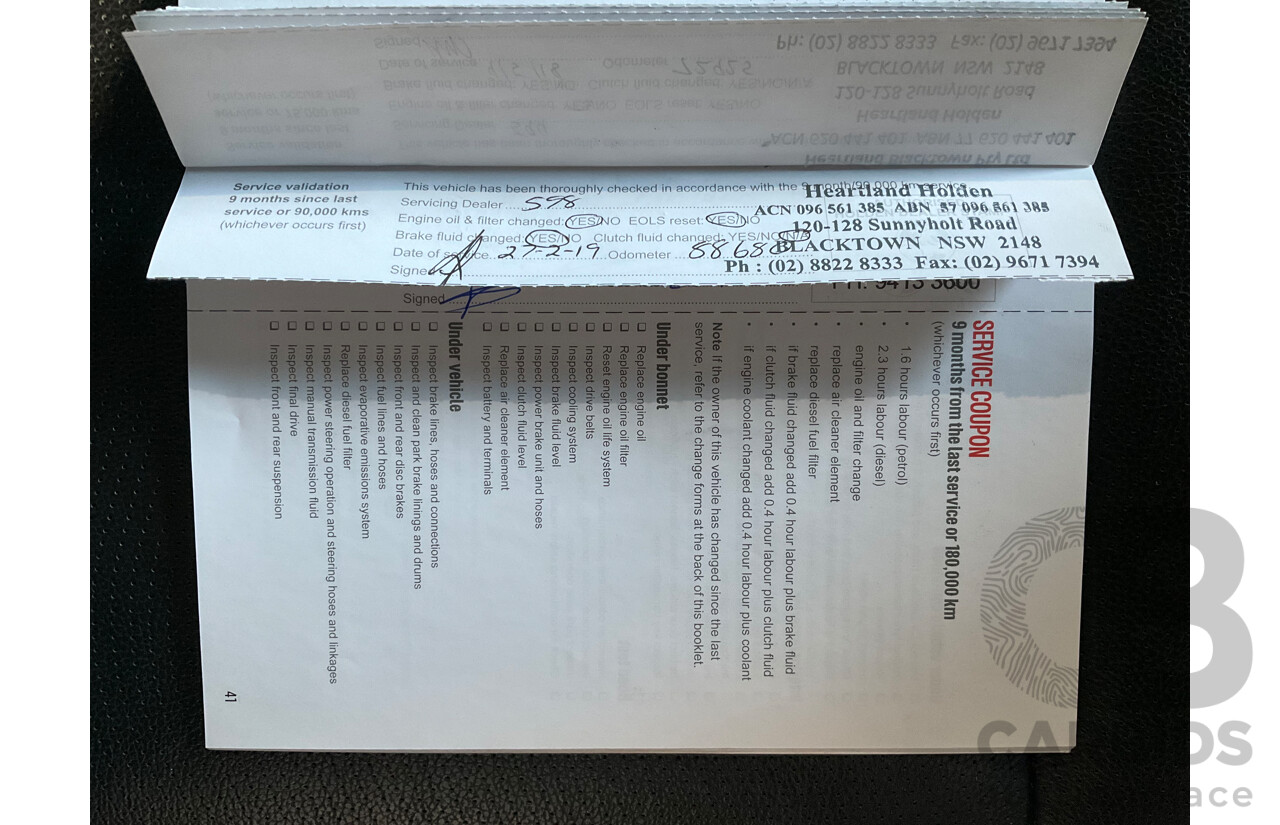 Service validation
9 months since last
service or 90,000 kms
(whichever occurs first)
This vehicle has been thoroughly checked in accordance with the 9 month/90,000 km service
Servicing Dealer 598
Engine oil & filter changed: YES/NO EOLS reset: YES/NO
Brake fluid changed: YES/NO Clutch fluid changed: YES/NO/N/A
Date of service 27-2-19 Odometer
Signed
Heartland Holden
ACN 096 561 385 ABN 57 096 561 385
120-128 Sunnyholt Road
BLACKTOWN NSW 2148
Ph : (02) 8822 8333 Fax: (02) 9671 7394
PH: 9413 3600
Signed
SERVICE COUPON
9 months from the last service or 180,000 km
(whichever occurs first)
• 1.6 hours labour (petrol)
• 2.3 hours labour (diesel)
• engine oil and filter change
• replace air cleaner element
• replace diesel fuel filter
• if brake fluid changed add 0.4 hour labour plus brake fluid
• if clutch fluid changed add 0.4 hour labour plus clutch fluid
• if engine coolant changed add 0.4 hour labour plus coolant
Note If the owner of this vehicle has changed since the last
service, refer to the change forms at the back of this booklet.
Under bonnet
❑ Replace engine oil
❑ Replace engine oil filter
❑ Reset engine oil life system
❑ Inspect drive belts
❑ Inspect cooling system
❑ Inspect brake fluid level
❑ Inspect power brake unit and hoses
❑ Inspect clutch fluid level
❑ Replace air cleaner element
❑ Inspect battery and terminals
Under vehicle
❑ Inspect brake lines, hoses and connections
❑ Inspect and clean park brake linings and drums
❑ Inspect front and rear disc brakes
❑ Inspect fuel lines and hoses
❑ Inspect evaporative emissions system
❑ Replace diesel fuel filter
❑ Inspect power steering operation and steering hoses and linkages
❑ Inspect manual transmission fluid
❑ Inspect final drive
❑ Inspect front and rear suspension
41